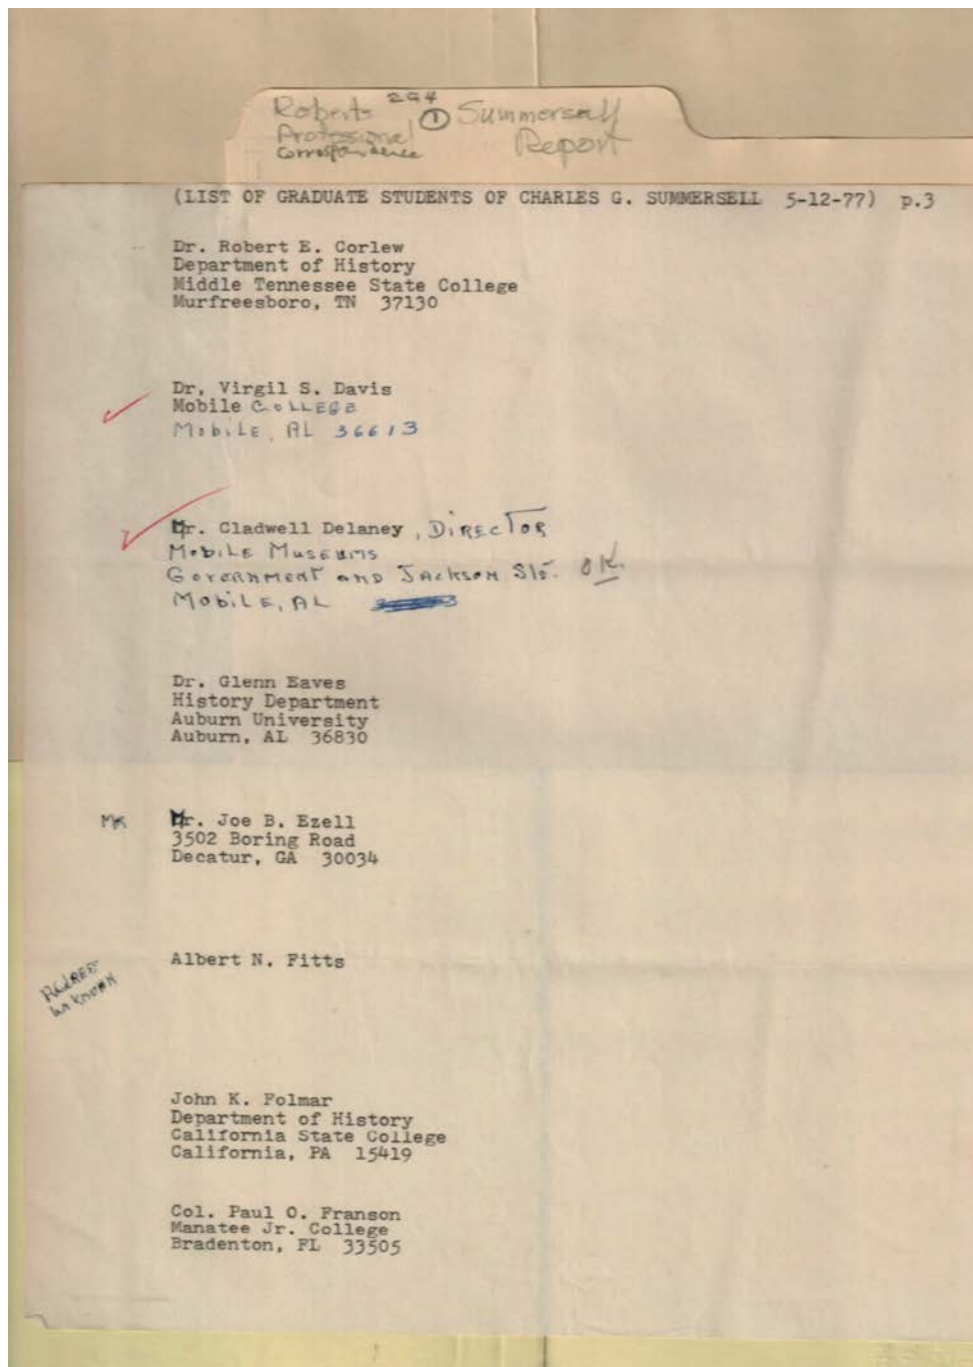 Roberts 294 ① Summersell
Professional Report
Correspondence
(LIST OF GRADUATE STUDENTS OF CHARLES G. SUMMERSELL 5-12-77) p.3
Dr. Robert E. Corlew
Department of History
Middle Tennessee State College
Murfreesboro, TN 37130
Dr, Virgil S. Davis
Mobile COLLEGE
MOBILE, AL 36613
Mr. Cladwell Delaney, DIRECTOR
MOBILE MUSEUMS
GOVERNMENT AND JACKSON STS. OK.
MOBILE, AL
Dr. Glenn Eaves
History Department
Auburn University
Auburn, AL 36830
Mr. Joe B. Ezell
3502 Boring Road
Decatur, GA 30034
Albert N. Fitts
UNKNOWN
John K. Folmar
Department of History
California State College
California, PA 15419
Col. Paul O. Franson
Manatee Jr. College
Bradenton, FL 33505